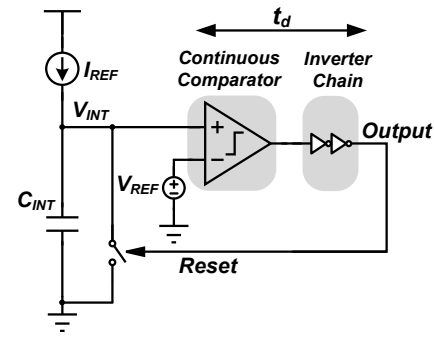 t_d
Continuous
Comparator
Inverter
Chain
I_REF
V_INT
Output
+
−
V_REF
C_INT
Reset